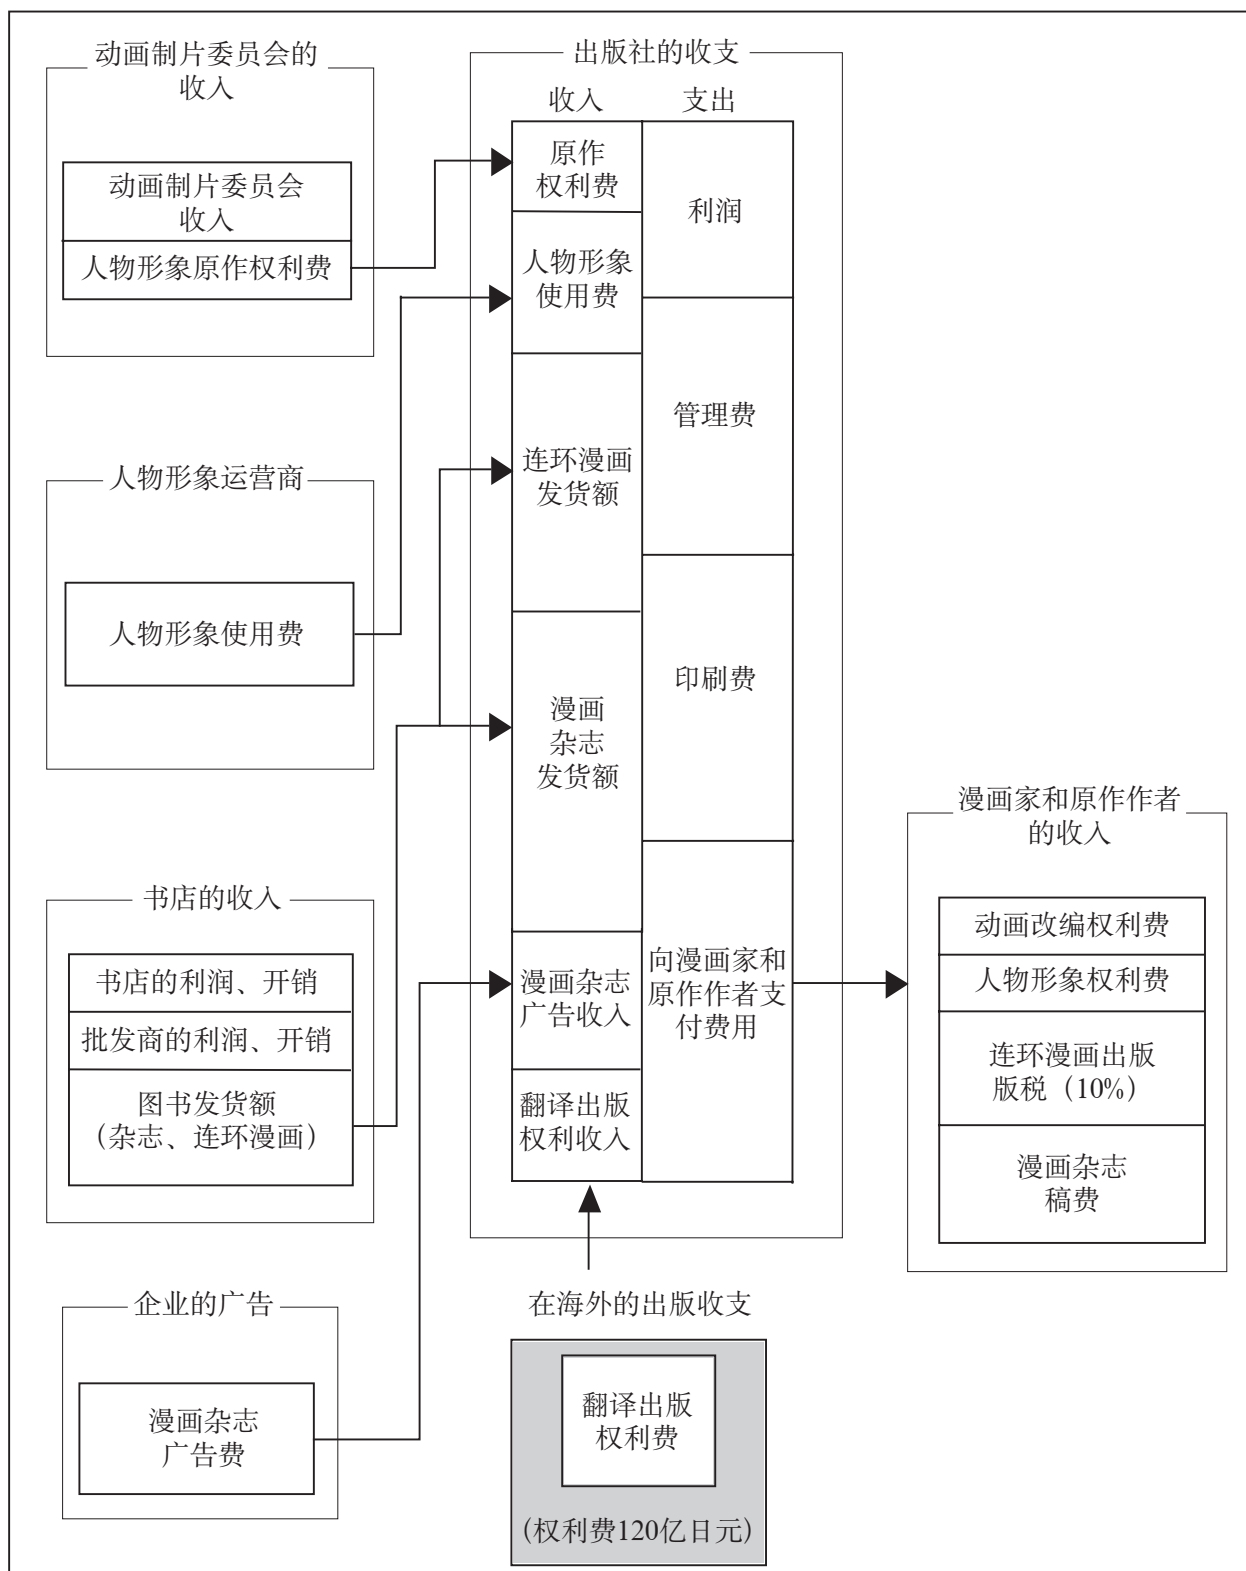 动画制片委员会的
收入
动画制片委员会
收入
人物形象原作权利费
人物形象运营商
人物形象使用费
书店的收入
书店的利润、开销
批发商的利润、开销
图书发货额
（杂志、连环漫画）
企业的广告
漫画杂志
广告费
出版社的收支
收入
支出
原作
权利费
人物形象
使用费
连环漫画
发货额
漫画
杂志
发货额
漫画杂志
广告收入
翻译出版
权利收入
利润
管理费
印刷费
向漫画家和
原作作者支
付费用
在海外的出版收支
翻译出版
权利费
（权利费120亿日元）
漫画家和原作作者
的收入
动画改编权利费
人物形象权利费
连环漫画出版
版税（10%）
漫画杂志
稿费